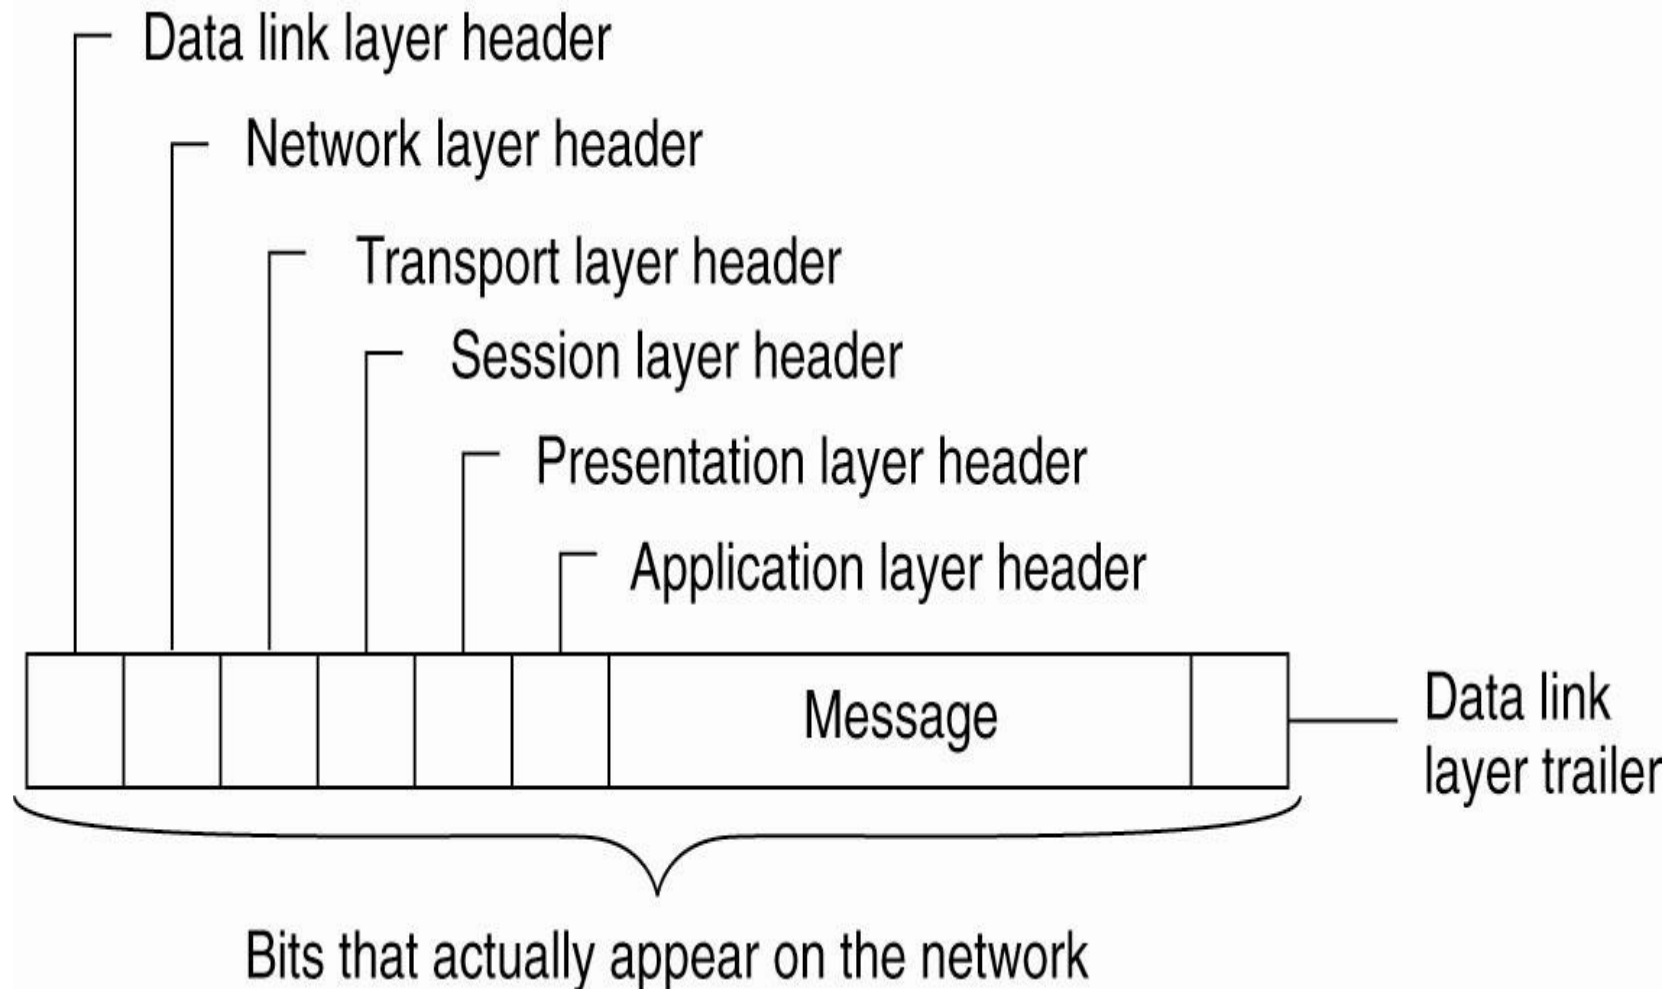 Data link layer header
Network layer header
Transport layer header
Session layer header
Presentation layer header
Application layer header
Message
Data link
layer trailer
Bits that actually appear on the network